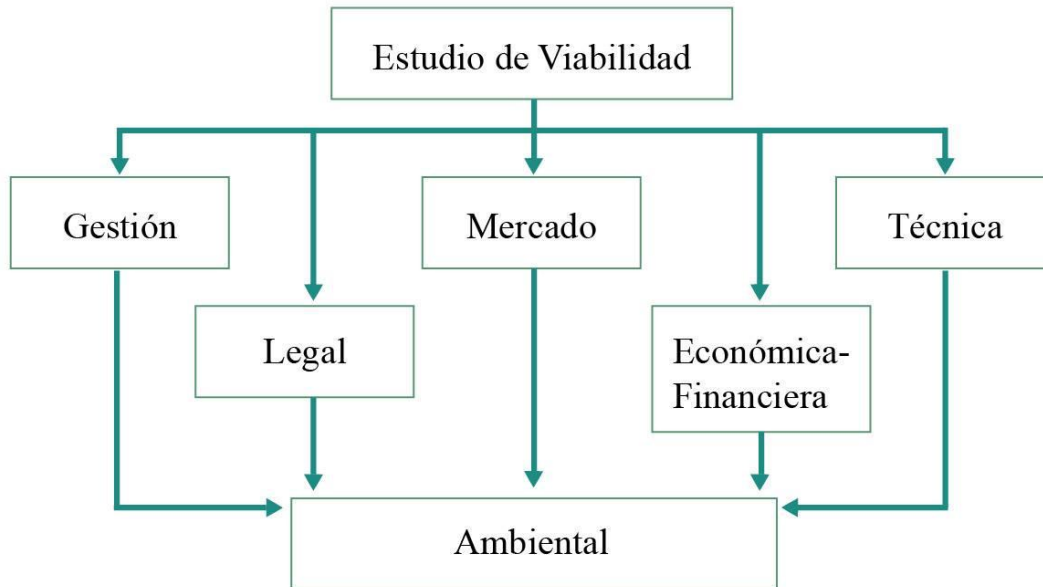 Estudio de Viabilidad
Gestión
Mercado
Técnica
Legal
Económica-
Financiera
Ambiental